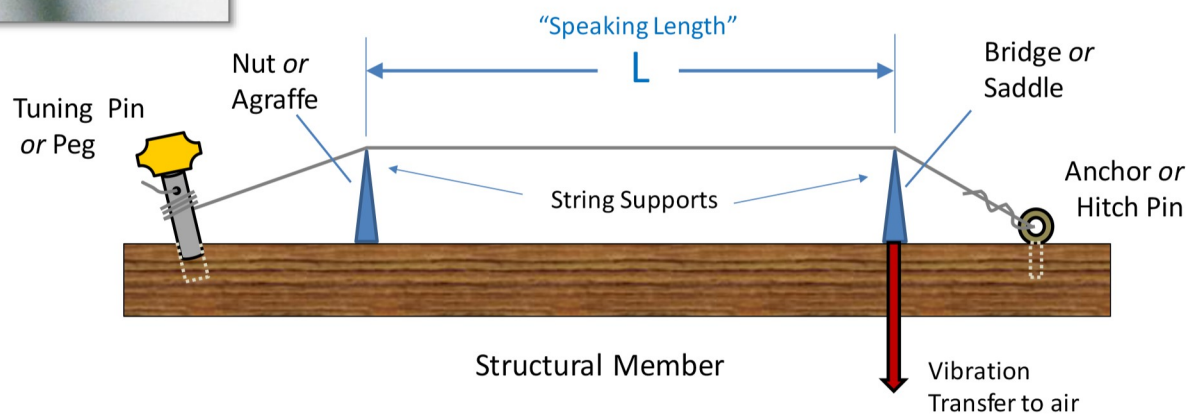 “Speaking Length”
L
Nut or
Agraffe
Bridge or
Saddle
Tuning Pin
or Peg
String Supports
Anchor or
Hitch Pin
Structural Member
Vibration
Transfer to air